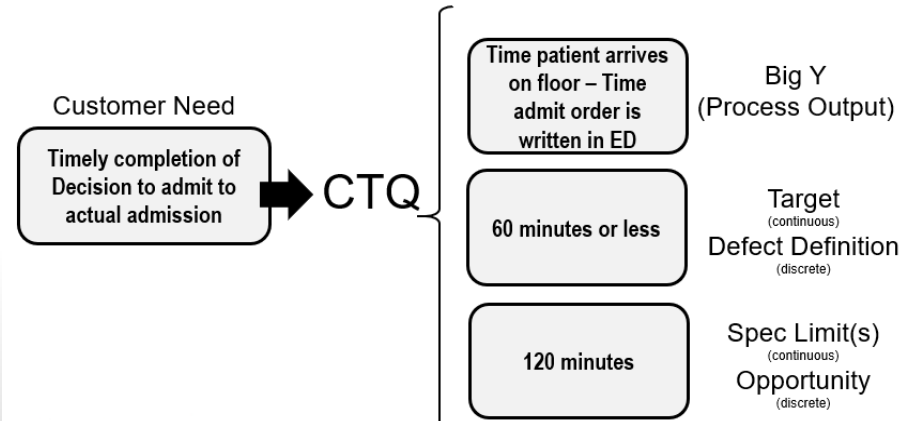 Customer Need
Timely completion of
Decision to admit to
actual admission
CTQ
Time patient arrives
on floor – Time
admit order is
written in ED
Big Y
(Process Output)
60 minutes or less
Target
(continuous)
Defect Definition
(discrete)
120 minutes
Spec Limit(s)
(continuous)
Opportunity
(discrete)